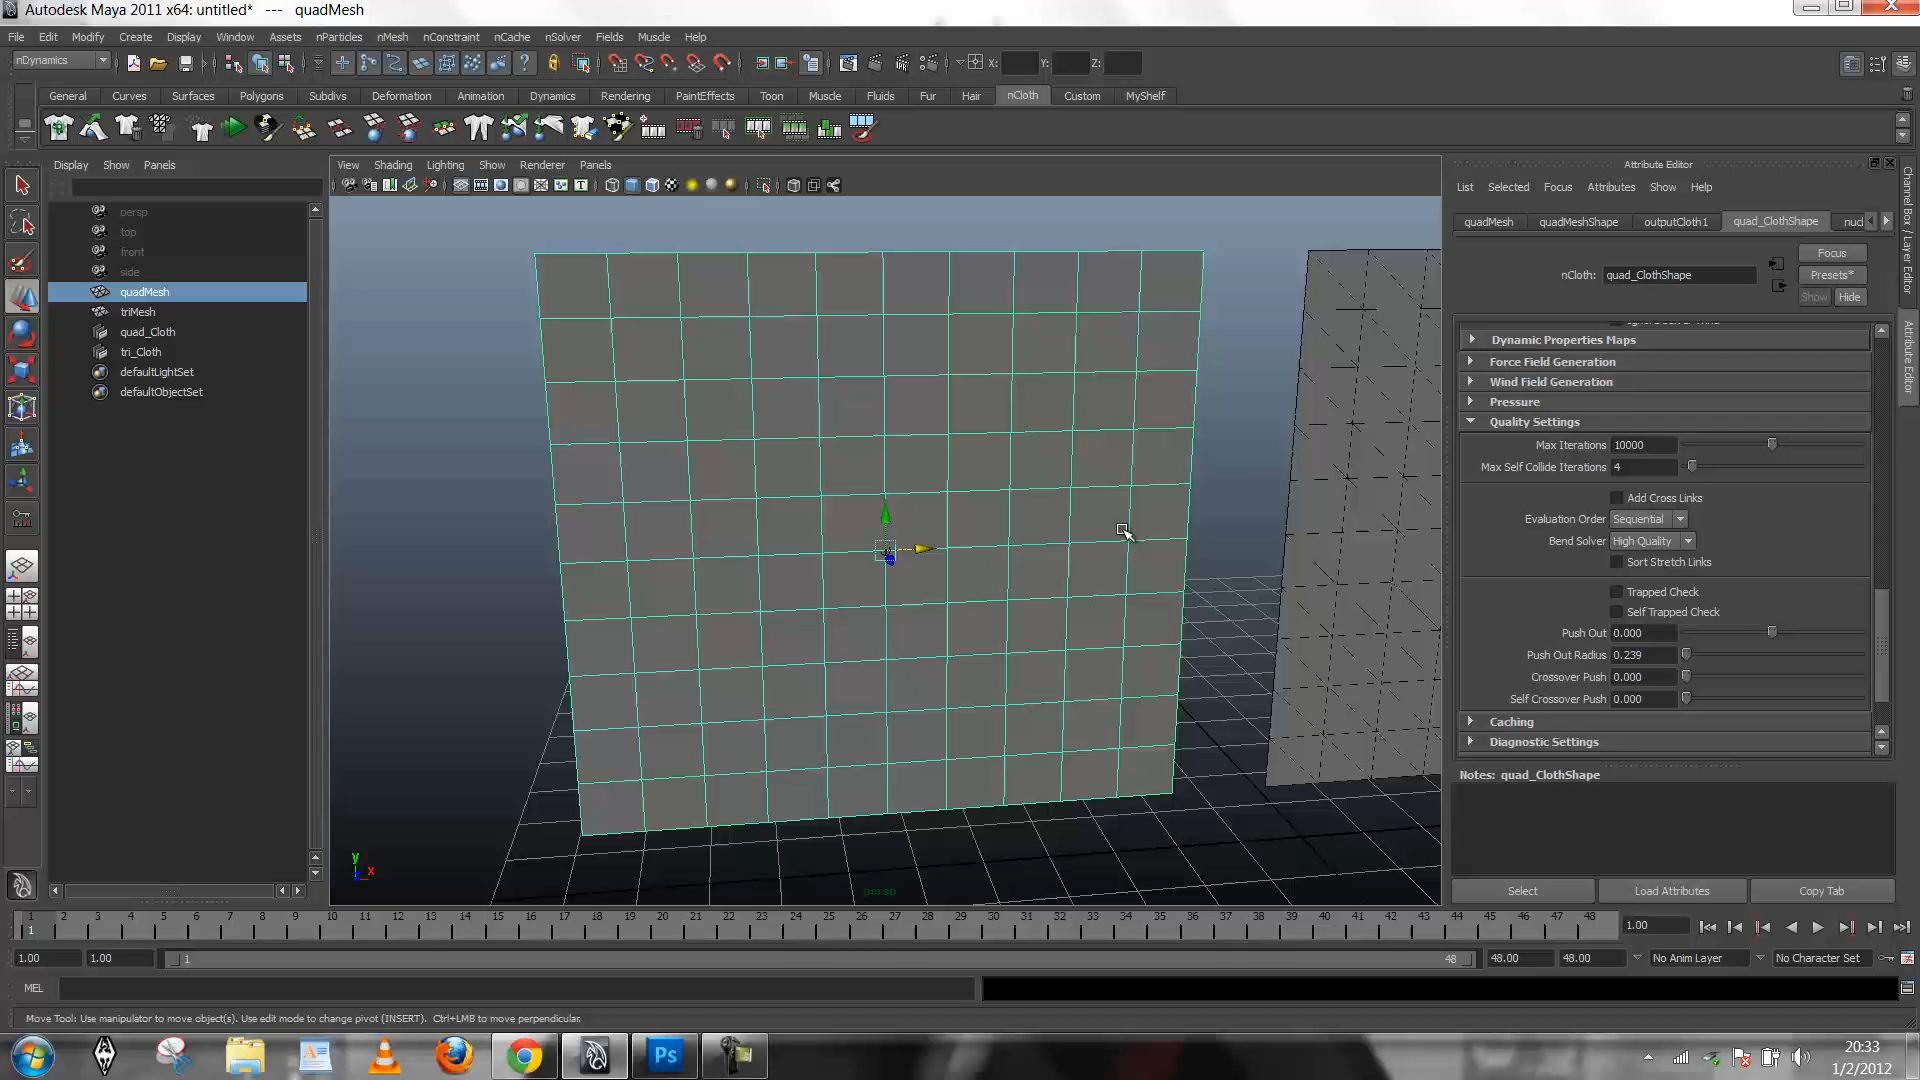 Autodesk Maya 2011 x64: untitled* --- quadMesh
File Edit Modify Create Display Window Assets nParticles nMesh nConstraint nCache nSolver Fields Muscle Help
nDynamics X: Y: Z:
General Curves Surfaces Polygons Subdivs Deformation Animation Dynamics Rendering PaintEffects Toon Muscle Fluids Fur Hair nCloth Custom MyShelf
Display Show Panels
persp
top
front
side
quadMesh
triMesh
quad_Cloth
tri_Cloth
defaultLightSet
defaultObjectSet
View Shading Lighting Show Renderer Panels
persp
y
x
Attribute Editor
List Selected Focus Attributes Show Help
quadMesh quadMeshShape outputCloth1 quad_ClothShape nucl
Focus
nCloth: quad_ClothShape Presets*
Show Hide
Dynamic Properties Maps
Force Field Generation
Wind Field Generation
Pressure
Quality Settings
Max Iterations 10000
Max Self Collide Iterations 4
Add Cross Links
Evaluation Order Sequential
Bend Solver High Quality
Sort Stretch Links
Trapped Check
Self Trapped Check
Push Out 0.000
Push Out Radius 0.239
Crossover Push 0.000
Self Crossover Push 0.000
Caching
Diagnostic Settings
Notes: quad_ClothShape
Select Load Attributes Copy Tab
Channel Box / Layer Editor
Attribute Editor
1 2 3 4 5 6 7 8 9 10 11 12 13 14 15 16 17 18 19 20 21 22 23 24 25 26 27 28 29 30 31 32 33 34 35 36 37 38 39 40 41 42 43 44 45 46 47 48
1 1.00
1.00 1.00 1 48 48.00 48.00 No Anim Layer No Character Set
MEL
Move Tool: Use manipulator to move object(s). Use edit mode to change pivot (INSERT). Ctrl+LMB to move perpendicular.
Ps
20:33
1/2/2012